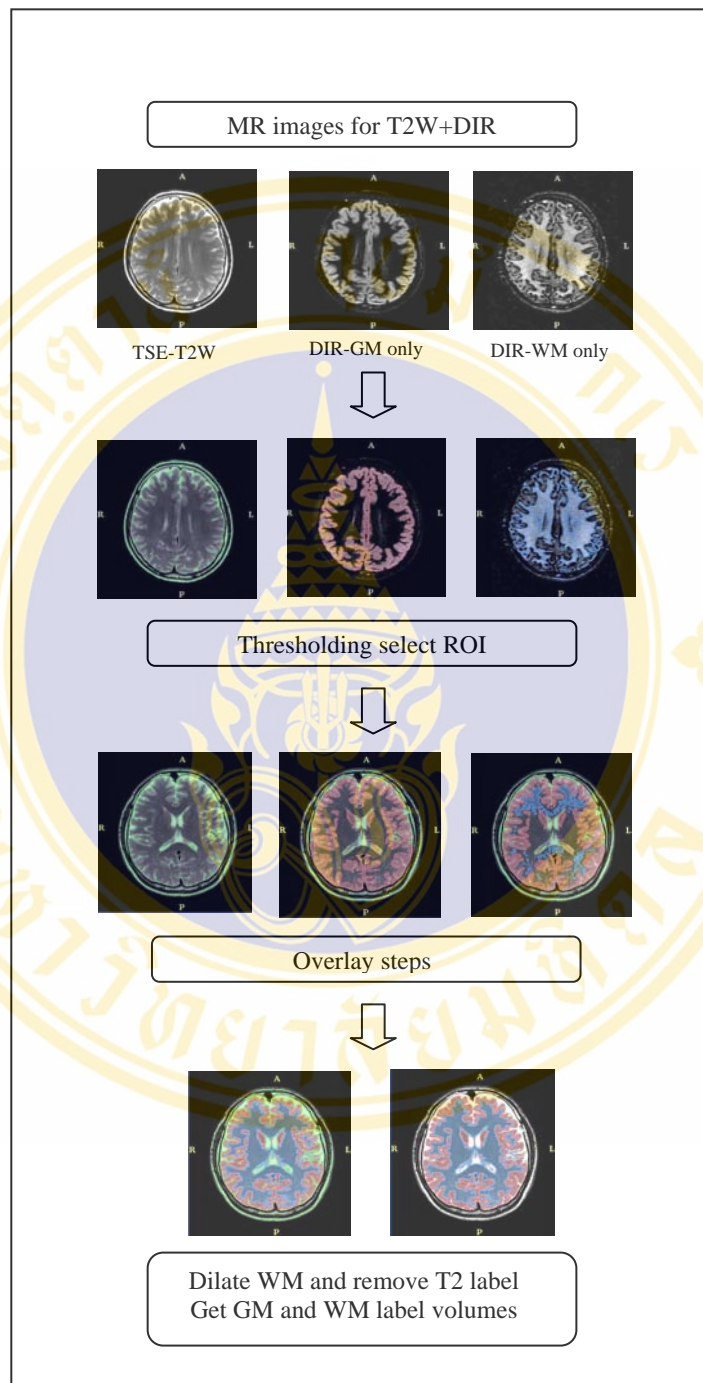 MR images for T2W+DIR
A A A
R L
P P P
TSE-T2W DIR-GM only DIR-WM only
A A A
R L
P P P
Thresholding select ROI
A A A
R L
P P P
Overlay steps
A A
R L
P P
Dilate WM and remove T2 label
Get GM and WM label volumes